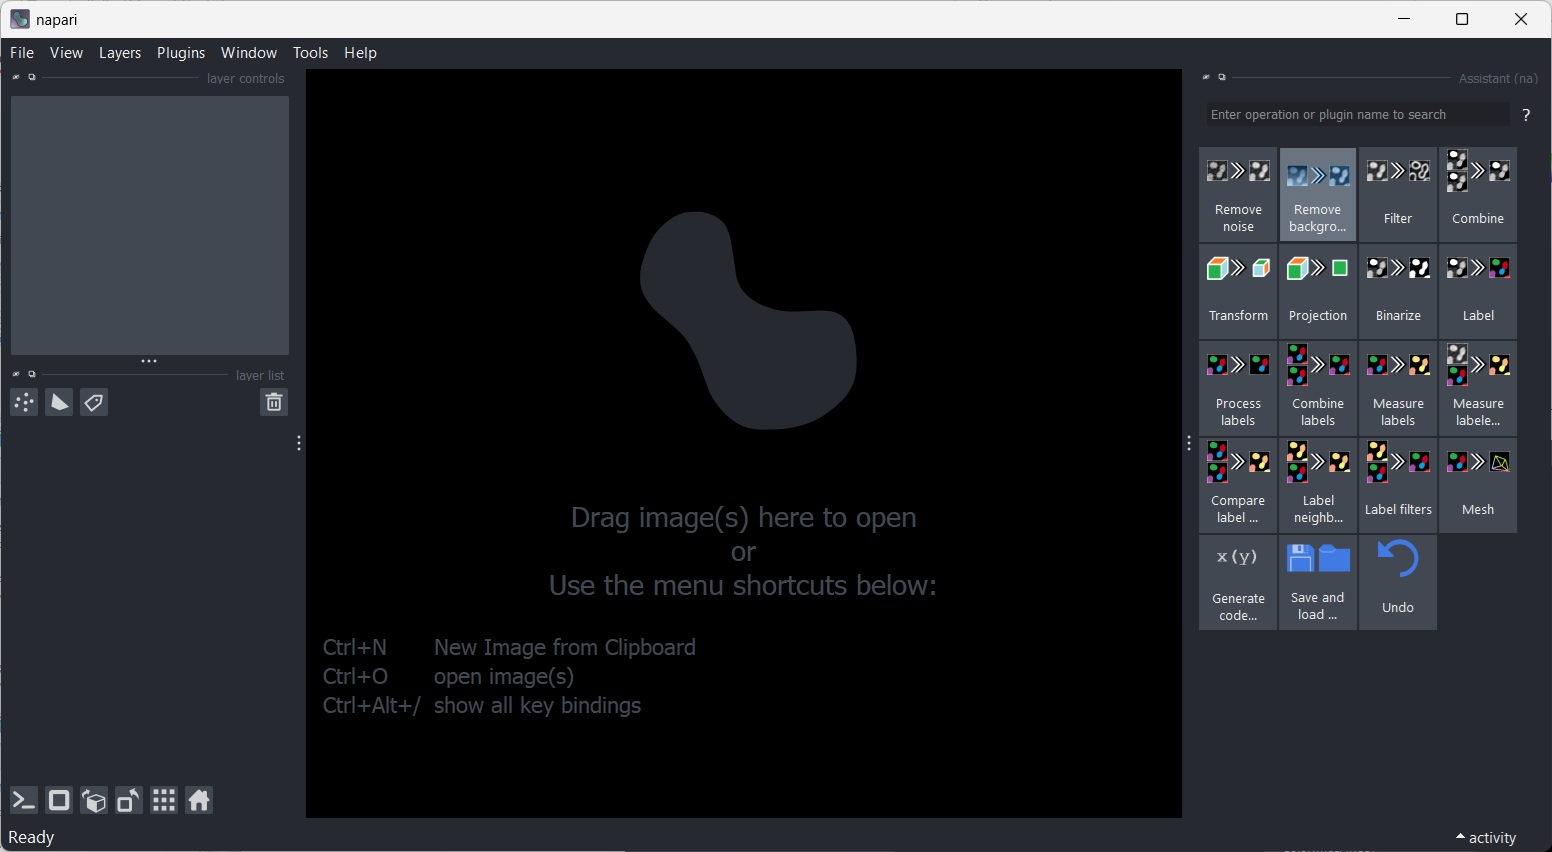 napari
File View Layers Plugins Window Tools Help
layer controls
layer list
Drag image(s) here to open
or
Use the menu shortcuts below:
Ctrl+N New Image from Clipboard
Ctrl+O open image(s)
Ctrl+Alt+/ show all key bindings
Assistant (na)
Enter operation or plugin name to search
?
Remove
noise
Remove
backgro...
Filter
Combine
Transform
Projection
Binarize
Label
Process
labels
Combine
labels
Measure
labels
Measure
labele...
Compare
label ...
Label
neighb...
Label filters
Mesh
x(y)
Generate
code...
Save and
load ...
Undo
Ready
activity